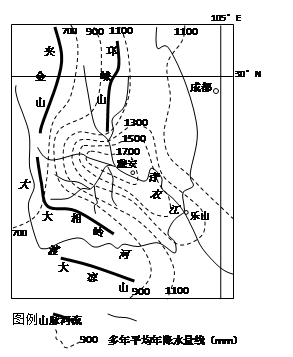 105° E
700 900 1100 1100
30° N
夹金山
邛崃山
成都
1300
1500
1700
雅安
青衣江
乐山
大渡河
大相岭
700
大凉山
900 1100
图例 山脉 河流
900 多年平均年降水量线 (mm)